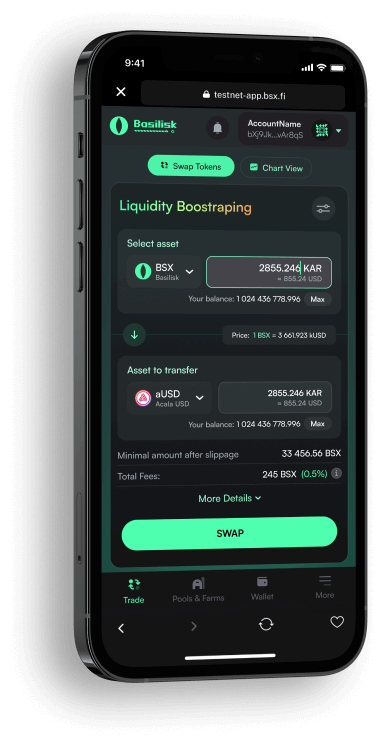 9:41
testnet-app.bsx.fi
Basilisk
AccountName
bXj9Jk...vAr8qS
Swap Tokens
Chart View
Liquidity Boostraping
Select asset
BSX
Basilisk
2855.246 KAR
≈ 855.24 USD
Your balance: 1 024 436 778.996 Max
Price: 1 BSX = 3 661.923 kUSD
Asset to transfer
aUSD
Acala USD
2855.246 KAR
≈ 855.24 USD
Your balance: 1 024 436 778.996 Max
Minimal amount after slippage 33 456.56 BSX
Total Fees: 245 BSX (0.5%)
More Details
SWAP
Trade
Pools & Farms
Wallet
More